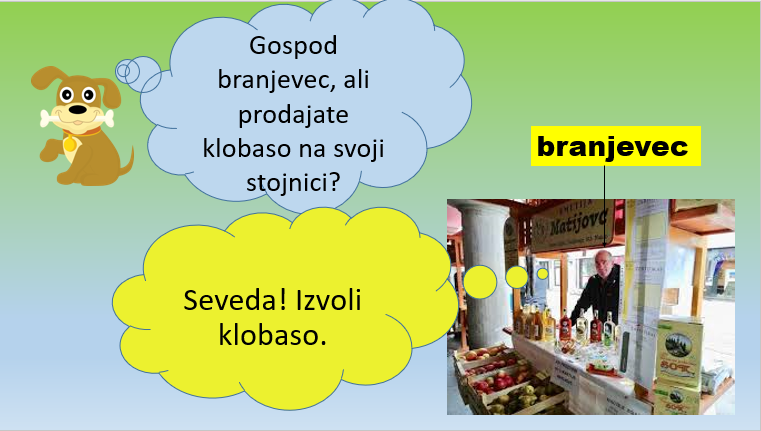 Gospod
branjevec, ali
prodajate
klobaso na svoji
stojnici?
branjevec
Matijovc
Seveda! Izvoli
klobaso.